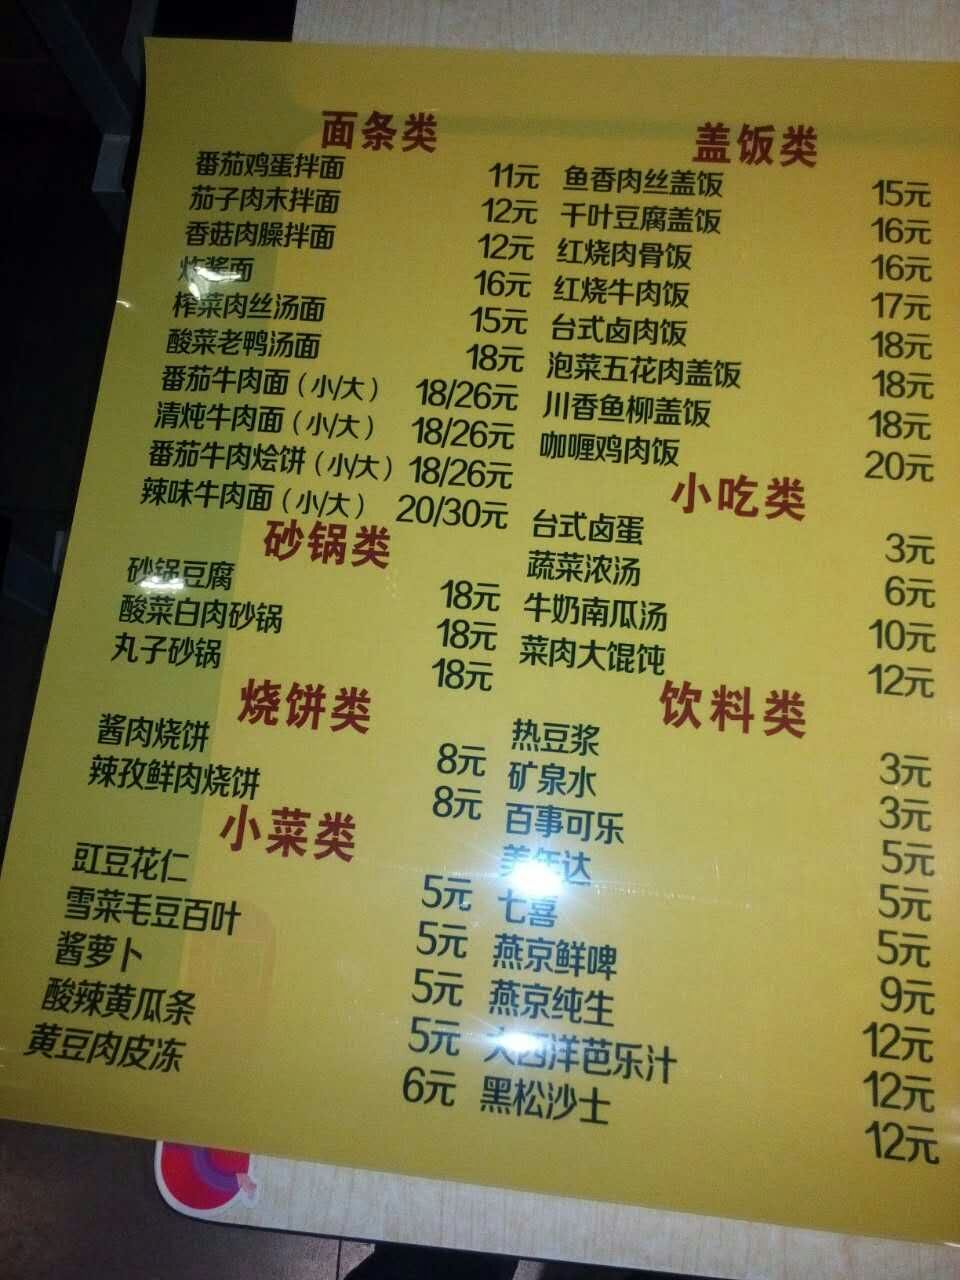 面条类
番茄鸡蛋拌面 11元
茄子肉末拌面 12元
香菇肉臊拌面 12元
炸酱面 16元
榨菜肉丝汤面 15元
酸菜老鸭汤面 18元
番茄牛肉面（小/大） 18/26元
清炖牛肉面（小/大） 18/26元
番茄牛肉烩饼（小/大） 18/26元
辣味牛肉面（小/大） 20/30元
砂锅类
砂锅豆腐 18元
酸菜白肉砂锅 18元
丸子砂锅 18元
烧饼类
酱肉烧饼 8元
辣孜鲜肉烧饼 8元
小菜类
豇豆花仁 5元
雪菜毛豆百叶 5元
酱萝卜 5元
酸辣黄瓜条 5元
黄豆肉皮冻 6元
盖饭类
鱼香肉丝盖饭 15元
千叶豆腐盖饭 16元
红烧肉骨饭 16元
红烧牛肉饭 17元
台式卤肉饭 18元
泡菜五花肉盖饭 18元
川香鱼柳盖饭 18元
咖喱鸡肉饭 20元
小吃类
台式卤蛋 3元
蔬菜浓汤 6元
牛奶南瓜汤 10元
菜肉大馄饨 12元
饮料类
热豆浆 3元
矿泉水 3元
百事可乐 5元
美年达 5元
七喜 5元
燕京鲜啤 9元
燕京纯生 12元
大西洋芭乐汁 12元
黑松沙士 12元